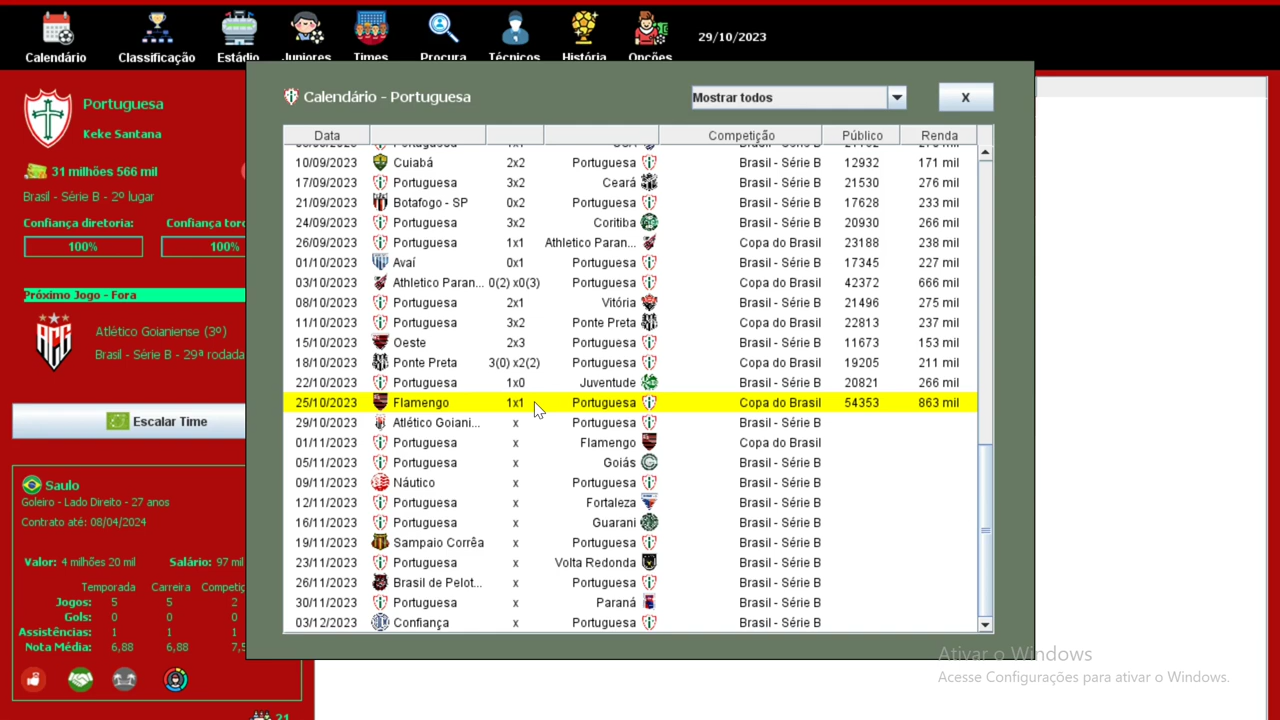 Calendário Classificação Estádio Juniores Times Procura Técnicos História Opções 29/10/2023
Portuguesa
Keke Santana
31 milhões 566 mil
Brasil - Série B - 2º lugar
Confiança diretoria: Confiança torc
100% 100%
Próximo Jogo - Fora
Atlético Goianiense (3º)
Brasil - Série B - 29ª rodada
Escalar Time
Saulo
Goleiro - Lado Direito - 27 anos
Contrato até: 08/04/2024
Valor: 4 milhões 20 mil Salário: 97 mil
Temporada Carreira Competiç
Jogos: 5 5 2
Gols: 0 0 0
Assistências: 1 1 1
Nota Média: 6,88 6,88 7,5
21
Calendário - Portuguesa Mostrar todos X
Data Competição Público Renda
10/09/2023 Cuiabá 2x2 Portuguesa Brasil - Série B 12932 171 mil
17/09/2023 Portuguesa 3x2 Ceará Brasil - Série B 21530 276 mil
21/09/2023 Botafogo - SP 0x2 Portuguesa Brasil - Série B 17628 233 mil
24/09/2023 Portuguesa 3x2 Coritiba Brasil - Série B 20930 266 mil
26/09/2023 Portuguesa 1x1 Athletico Paran... Copa do Brasil 23188 238 mil
01/10/2023 Avaí 0x1 Portuguesa Brasil - Série B 17345 227 mil
03/10/2023 Athletico Paran... 0(2) x0(3) Portuguesa Copa do Brasil 42372 666 mil
08/10/2023 Portuguesa 2x1 Vitória Brasil - Série B 21496 275 mil
11/10/2023 Portuguesa 3x2 Ponte Preta Copa do Brasil 22813 237 mil
15/10/2023 Oeste 2x3 Portuguesa Brasil - Série B 11673 153 mil
18/10/2023 Ponte Preta 3(0) x2(2) Portuguesa Copa do Brasil 19205 211 mil
22/10/2023 Portuguesa 1x0 Juventude Brasil - Série B 20821 266 mil
25/10/2023 Flamengo 1x1 Portuguesa Copa do Brasil 54353 863 mil
29/10/2023 Atlético Goiani... x Portuguesa Brasil - Série B
01/11/2023 Portuguesa x Flamengo Copa do Brasil
05/11/2023 Portuguesa x Goiás Brasil - Série B
09/11/2023 Náutico x Portuguesa Brasil - Série B
12/11/2023 Portuguesa x Fortaleza Brasil - Série B
16/11/2023 Portuguesa x Guarani Brasil - Série B
19/11/2023 Sampaio Corrêa x Portuguesa Brasil - Série B
23/11/2023 Portuguesa x Volta Redonda Brasil - Série B
26/11/2023 Brasil de Pelot... x Portuguesa Brasil - Série B
30/11/2023 Portuguesa x Paraná Brasil - Série B
03/12/2023 Confiança x Portuguesa Brasil - Série B
Ativar o Windows
Acesse Configurações para ativar o Windows.